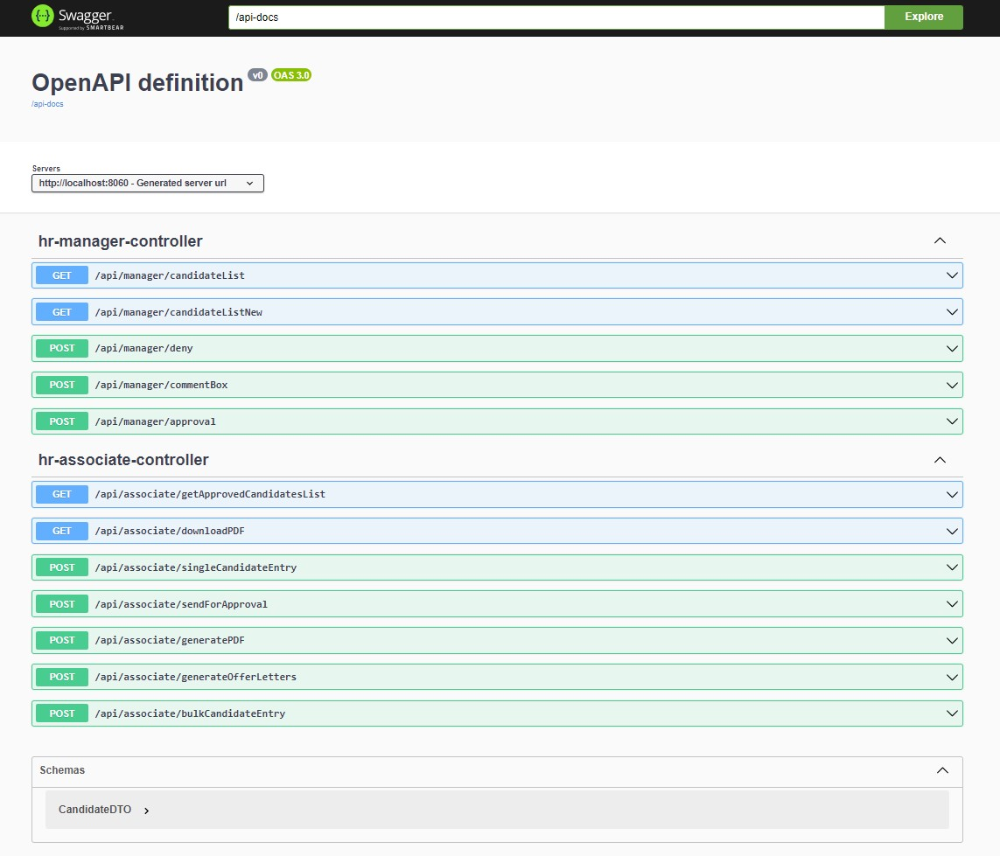 Swagger
Supported by SMARTBEAR
/api-docs
Explore
OpenAPI definition v0 OAS 3.0
/api-docs
Servers
http://localhost:8060 - Generated server url
hr-manager-controller
GET /api/manager/candidateList
GET /api/manager/candidateListNew
POST /api/manager/deny
POST /api/manager/commentBox
POST /api/manager/approval
hr-associate-controller
GET /api/associate/getApprovedCandidatesList
GET /api/associate/downloadPDF
POST /api/associate/singleCandidateEntry
POST /api/associate/sendForApproval
POST /api/associate/generatePDF
POST /api/associate/generateOfferLetters
POST /api/associate/bulkCandidateEntry
Schemas
CandidateDTO